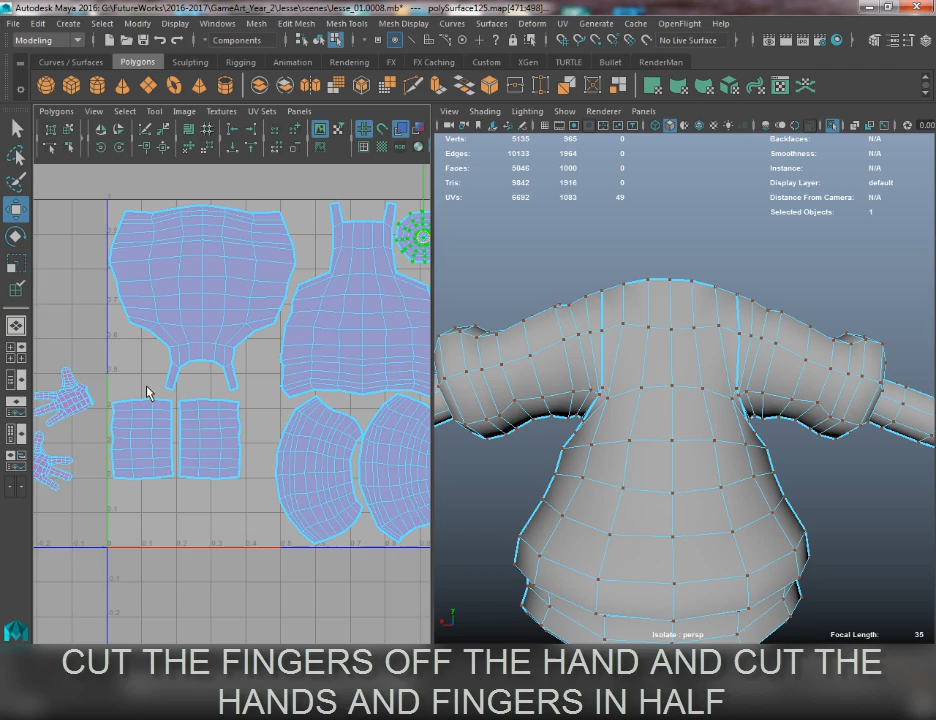 Autodesk Maya 2016: G:\FutureWorks\2016-2017\GameArt_Year_2\Jesse\scenes\Jesse_01.0008.mb* --- polySurface125.map[471:498]...
File Edit Create Select Modify Display Windows Mesh Edit Mesh Mesh Tools Mesh Display Curves Surfaces Deform UV Generate Cache OpenFlight Help
Modeling Components No Live Surface
Curves / Surfaces Polygons Sculpting Rigging Animation Rendering FX FX Caching Custom XGen TURTLE Bullet RenderMan
Polygons View Select Tool Image Textures UV Sets Panels
View Shading Lighting Show Renderer Panels
0.00
Verts: 5135 965 0
Edges: 10133 1964 0
Faces: 5046 1000 0
Tris: 9842 1916 0
UVs: 6692 1083 49
Backfaces: N/A
Smoothness: N/A
Instance: N/A
Display Layer: default
Distance From Camera: N/A
Selected Objects: 1
Isolate : persp
Focal Length: 35
CUT THE FINGERS OFF THE HAND AND CUT THE
HANDS AND FINGERS IN HALF